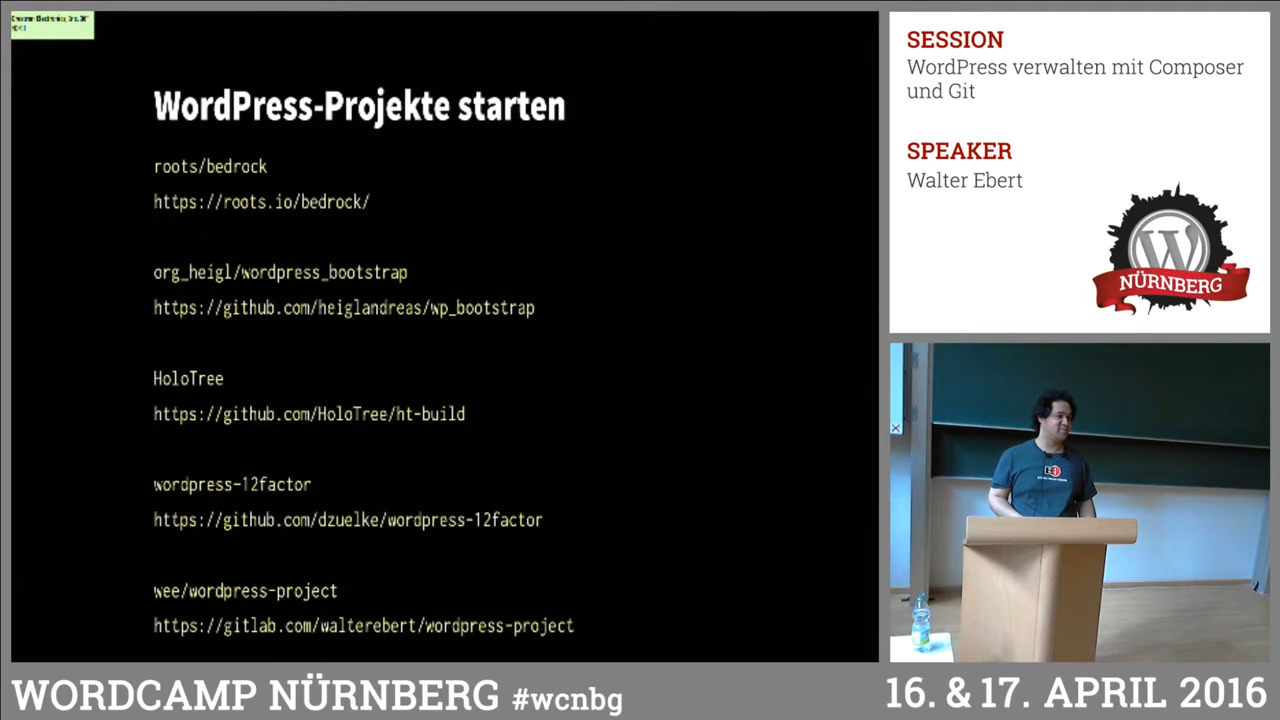 WordPress-Projekte starten
roots/bedrock
https://roots.io/bedrock/
org_heigl/wordpress_bootstrap
https://github.com/heiglandreas/wp_bootstrap
HoloTree
https://github.com/HoloTree/ht-build
wordpress-12factor
https://github.com/dzuelke/wordpress-12factor
wee/wordpress-project
https://gitlab.com/walterebert/wordpress-project
SESSION
WordPress verwalten mit Composer
und Git
SPEAKER
Walter Ebert
W
NÜRNBERG
WORDCAMP NÜRNBERG #wcnbg
16. & 17. APRIL 2016